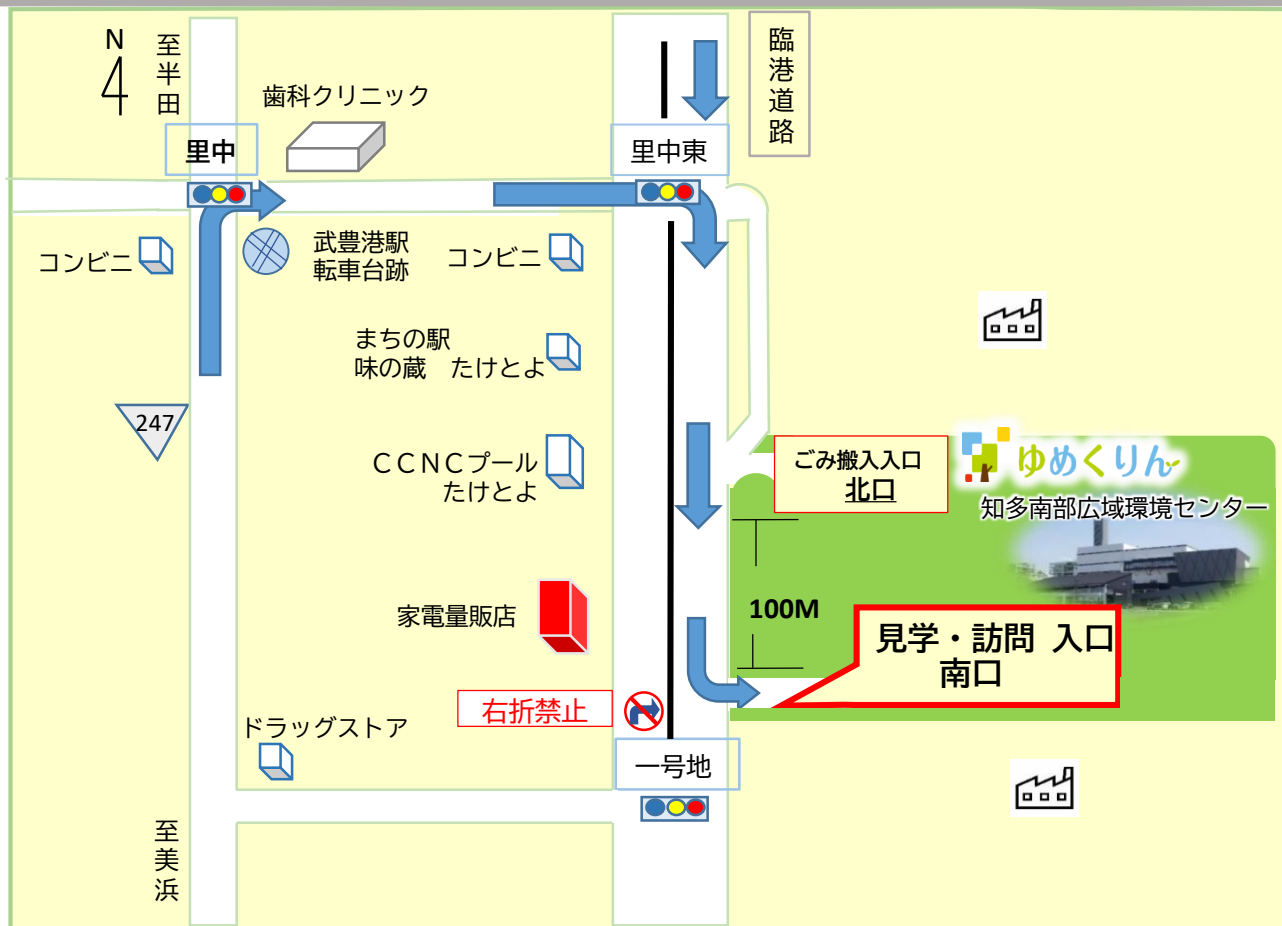 N
至半田
歯科クリニック
臨港道路
里中
里中東
コンビニ
武豊港駅
転車台跡
コンビニ
まちの駅
味の蔵　たけとよ
247
ＣＣＮＣプール
たけとよ
ごみ搬入入口
北口
ゆめくりん
知多南部広域環境センター
家電量販店
100M
見学・訪問 入口
南口
右折禁止
ドラッグストア
一号地
至美浜